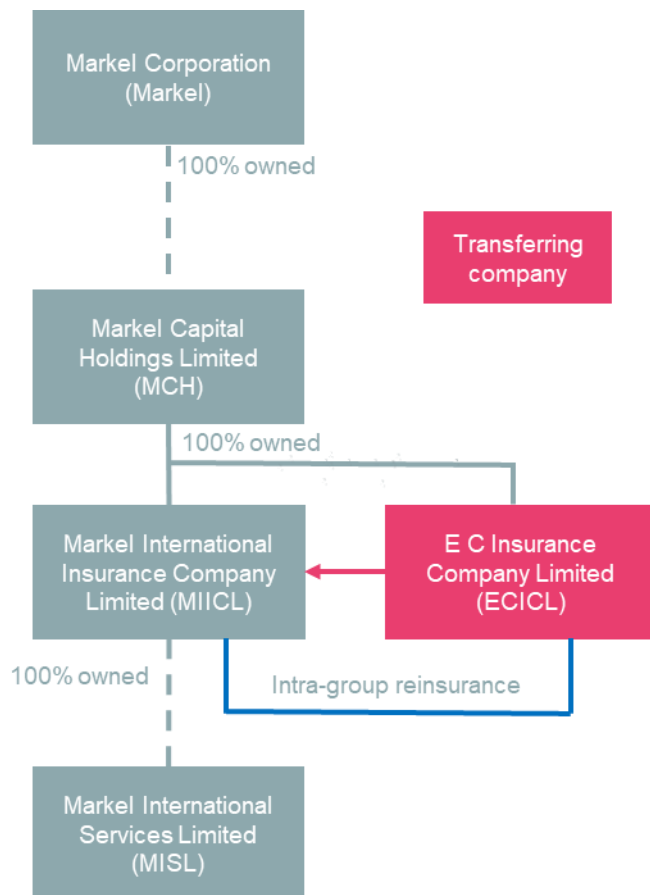 Markel Corporation
(Markel)
100% owned
Transferring
company
Markel Capital
Holdings Limited
(MCH)
100% owned
Markel International
Insurance Company
Limited (MIICL)
E C Insurance
Company Limited
(ECICL)
100% owned
Intra-group reinsurance
Markel International
Services Limited
(MISL)